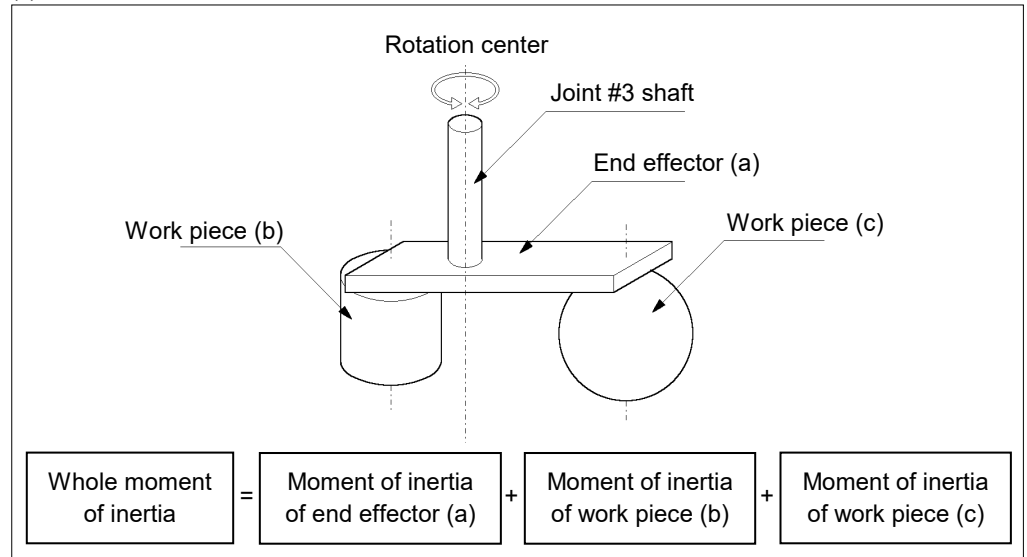 Rotation center
Joint #3 shaft
End effector (a)
Work piece (b)
Work piece (c)
Whole moment
of inertia
=
Moment of inertia
of end effector (a)
+
Moment of inertia
of work piece (b)
+
Moment of inertia
of work piece (c)